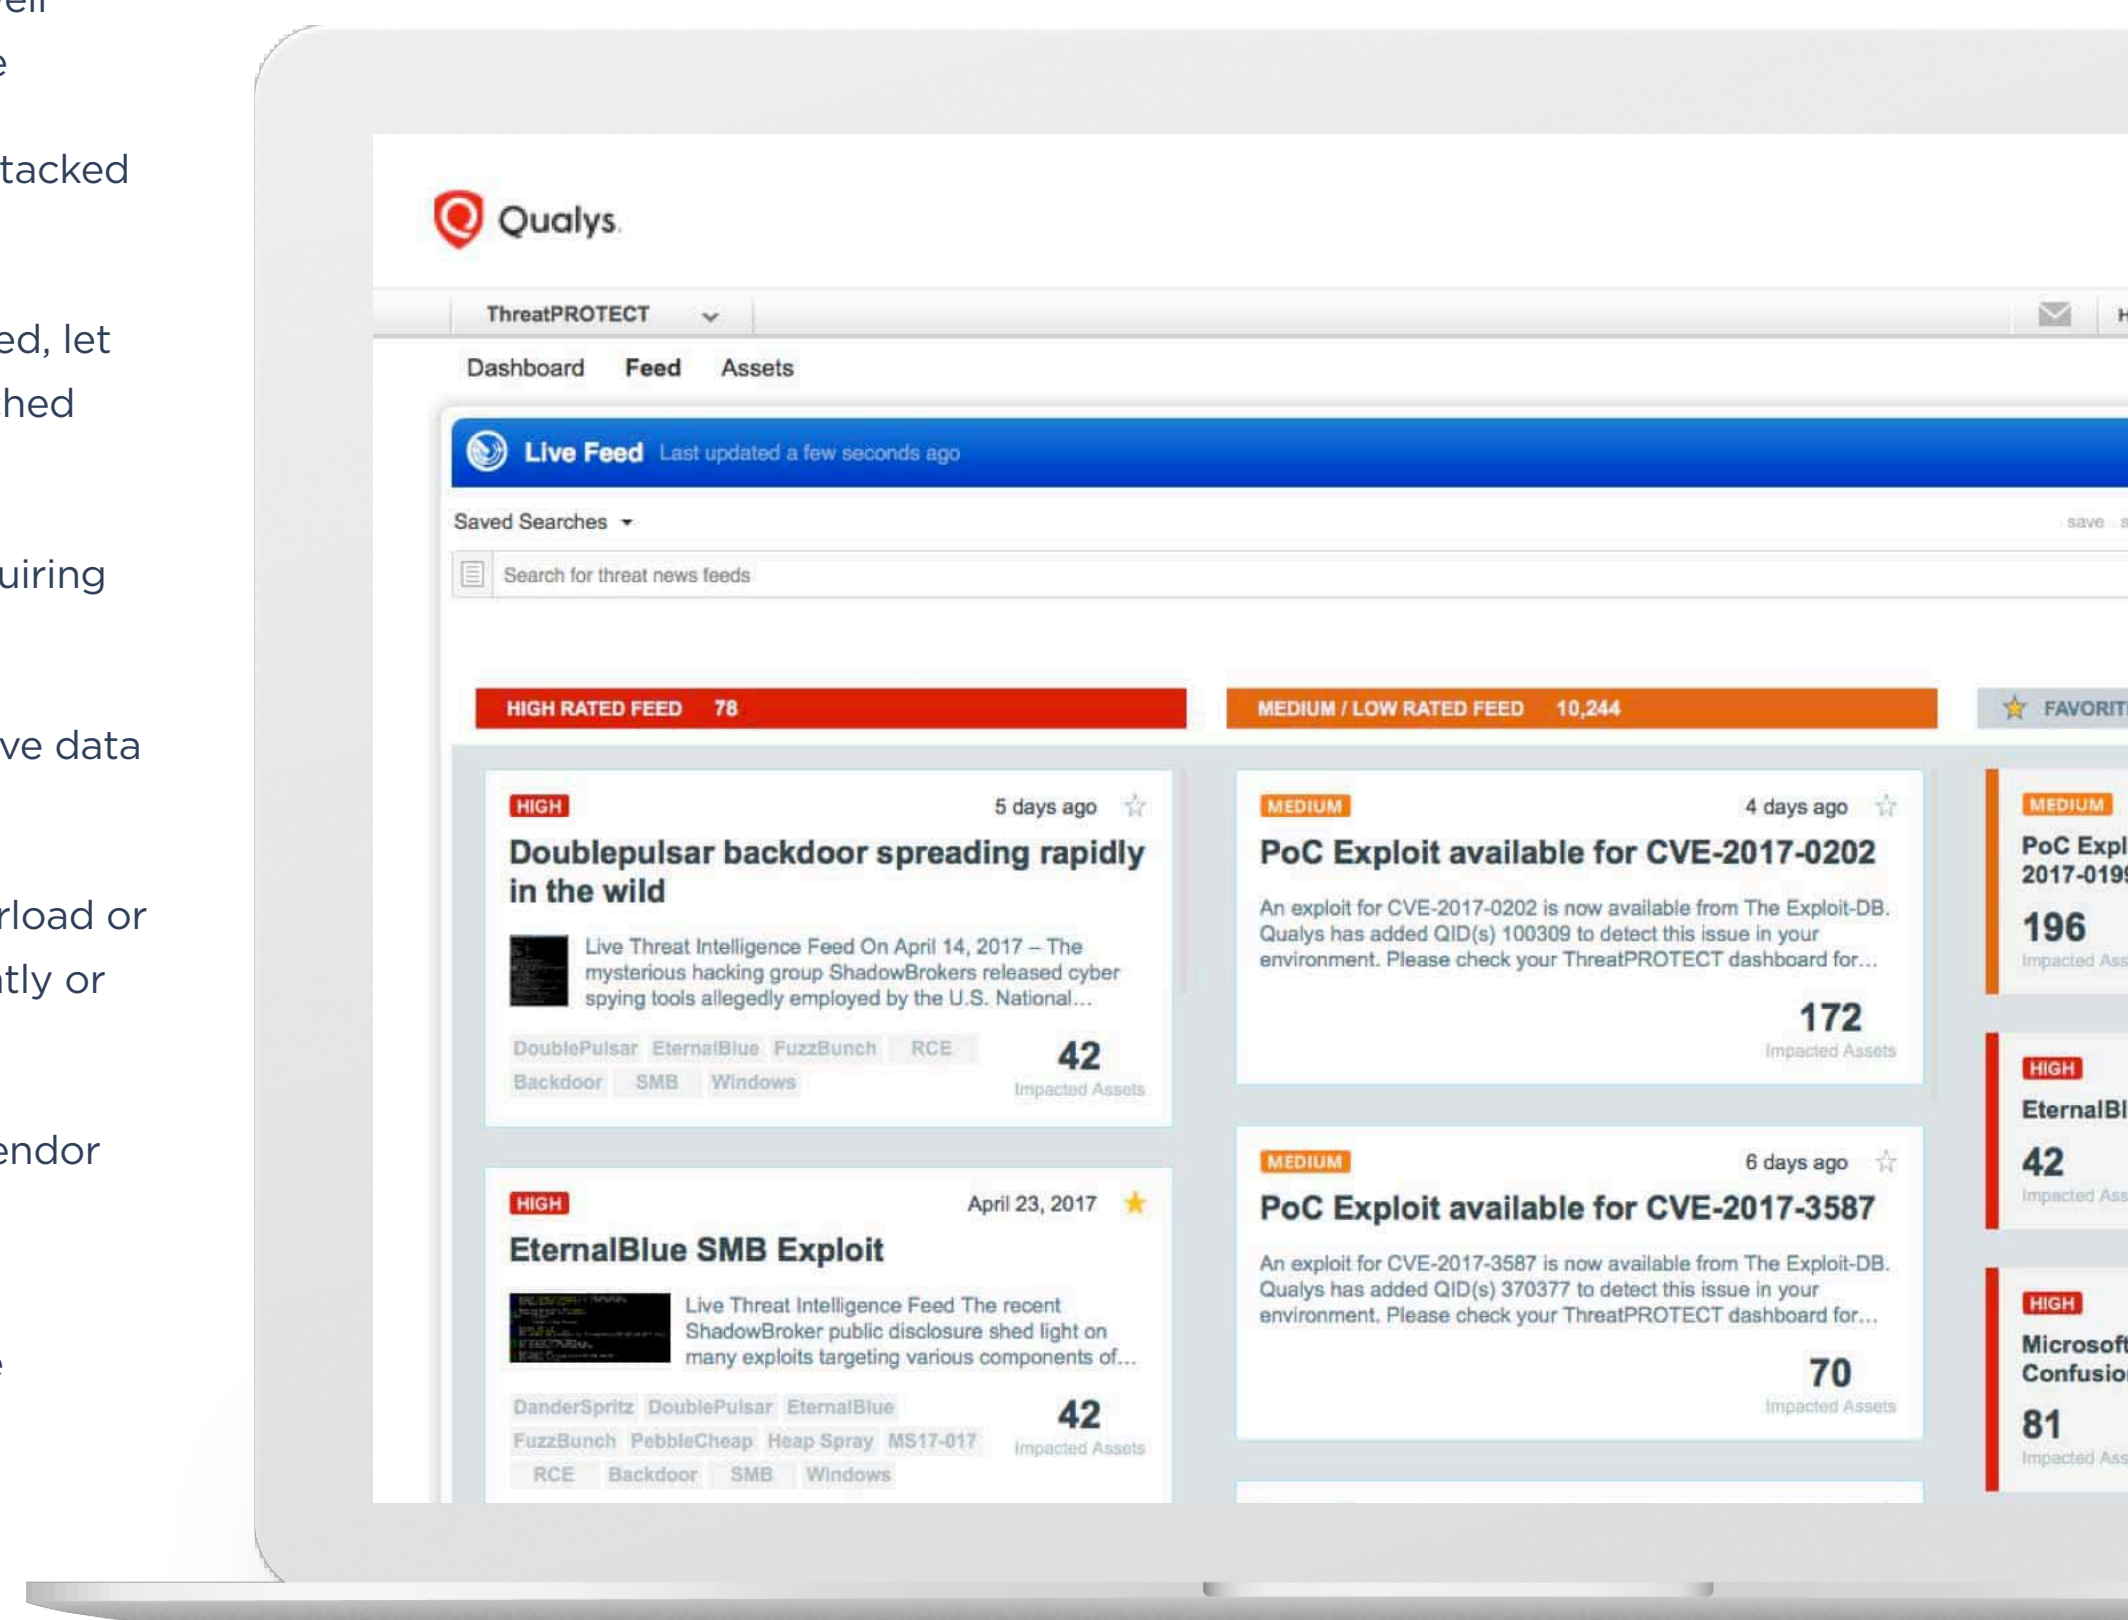 tacked
let
data
or
or
Qualys.
ThreatPROTECT
Dashboard Feed Assets
Live Feed Last updated a few seconds ago
Saved Searches
save
Search for threat news feeds
HIGH RATED FEED 78
HIGH
5 days ago
Doublepulsar backdoor spreading rapidly
in the wild
Live Threat Intelligence Feed On April 14, 2017 – The
mysterious hacking group ShadowBrokers released cyber
spying tools allegedly employed by the U.S. National...
DoublePulsar EternalBlue FuzzBunch RCE
Backdoor SMB Windows
42
Impacted Assets
HIGH
April 23, 2017
EternalBlue SMB Exploit
Live Threat Intelligence Feed The recent
ShadowBroker public disclosure shed light on
many exploits targeting various components of...
DanderSpritz DoublePulsar EternalBlue
FuzzBunch PebbleCheap Heap Spray MS17-017
RCE Backdoor SMB Windows
42
Impacted Assets
MEDIUM / LOW RATED FEED 10,244
MEDIUM
4 days ago
PoC Exploit available for CVE-2017-0202
An exploit for CVE-2017-0202 is now available from The Exploit-DB.
Qualys has added QID(s) 100309 to detect this issue in your
environment. Please check your ThreatPROTECT dashboard for...
172
Impacted Assets
MEDIUM
6 days ago
PoC Exploit available for CVE-2017-3587
An exploit for CVE-2017-3587 is now available from The Exploit-DB.
Qualys has added QID(s) 370377 to detect this issue in your
environment. Please check your ThreatPROTECT dashboard for...
70
Impacted Assets
MEDIUM
PoC
196
Impacted
HIGH
42
Impacted
HIGH
Microsoft
81
Impacted